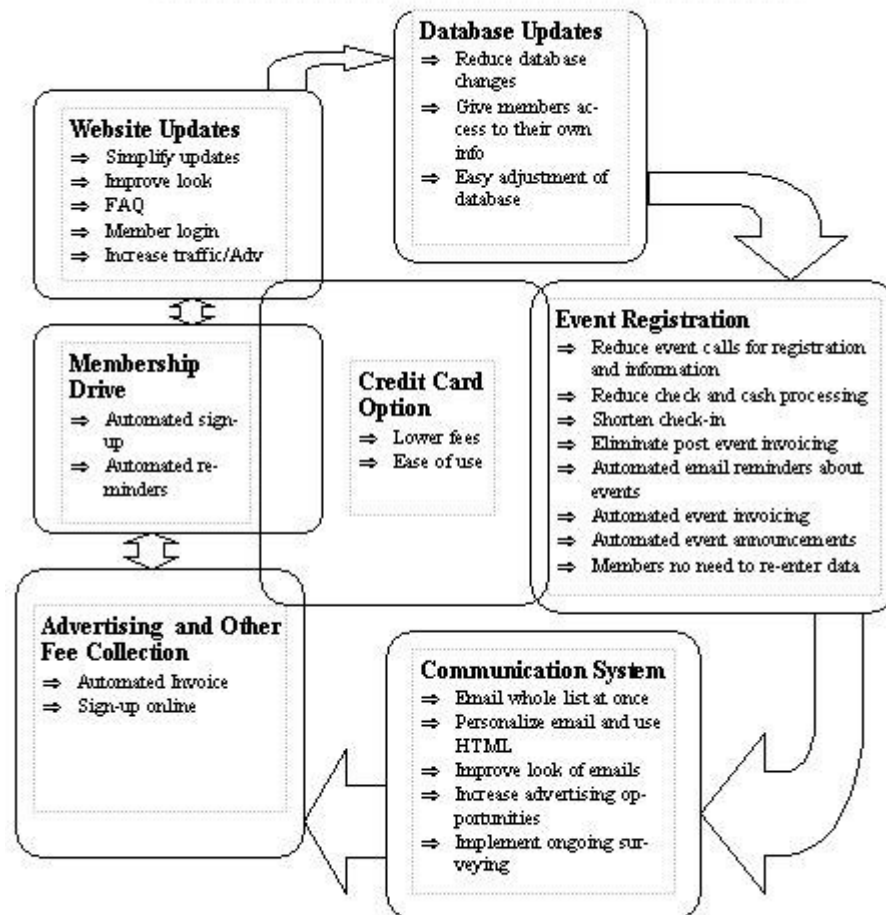 Database Updates
⇒ Reduce database
changes
⇒ Give members ac-
cess to their own
info
⇒ Easy adjustment of
database
Website Updates
⇒ Simplify updates
⇒ Improve look
⇒ FAQ
⇒ Member login
⇒ Increase traffic/Adv
Event Registration
⇒ Reduce event calls for registration
and information
⇒ Reduce check and cash processing
⇒ Shorten check-in
⇒ Eliminate post event invoicing
⇒ Automated email reminders about
events
⇒ Automated event invoicing
⇒ Automated event announcements
⇒ Members no need to re-enter data
Membership
Drive
⇒ Automated sign-
up
⇒ Automated re-
minders
Credit Card
Option
⇒ Lower fees
⇒ Ease of use
Advertising and Other
Fee Collection
⇒ Automated Invoice
⇒ Sign-up online
Communication System
⇒ Email whole list at once
⇒ Personalize email and use
HTML
⇒ Improve look of emails
⇒ Increase advertising op-
portunities
⇒ Implement ongoing sur-
veying